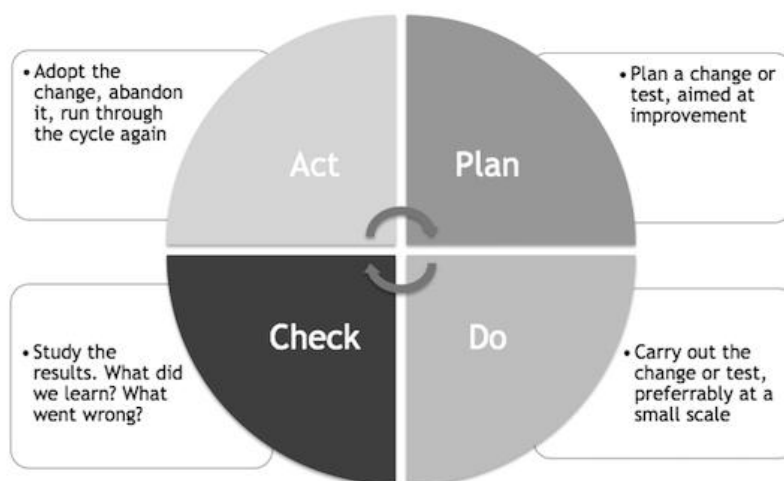 • Adopt the
change, abandon
it, run through
the cycle again
Act
Plan
• Plan a change or
test, aimed at
improvement
• Study the
results. What did
we learn? What
went wrong?
Check
Do
• Carry out the
change or test,
preferrably at a
small scale